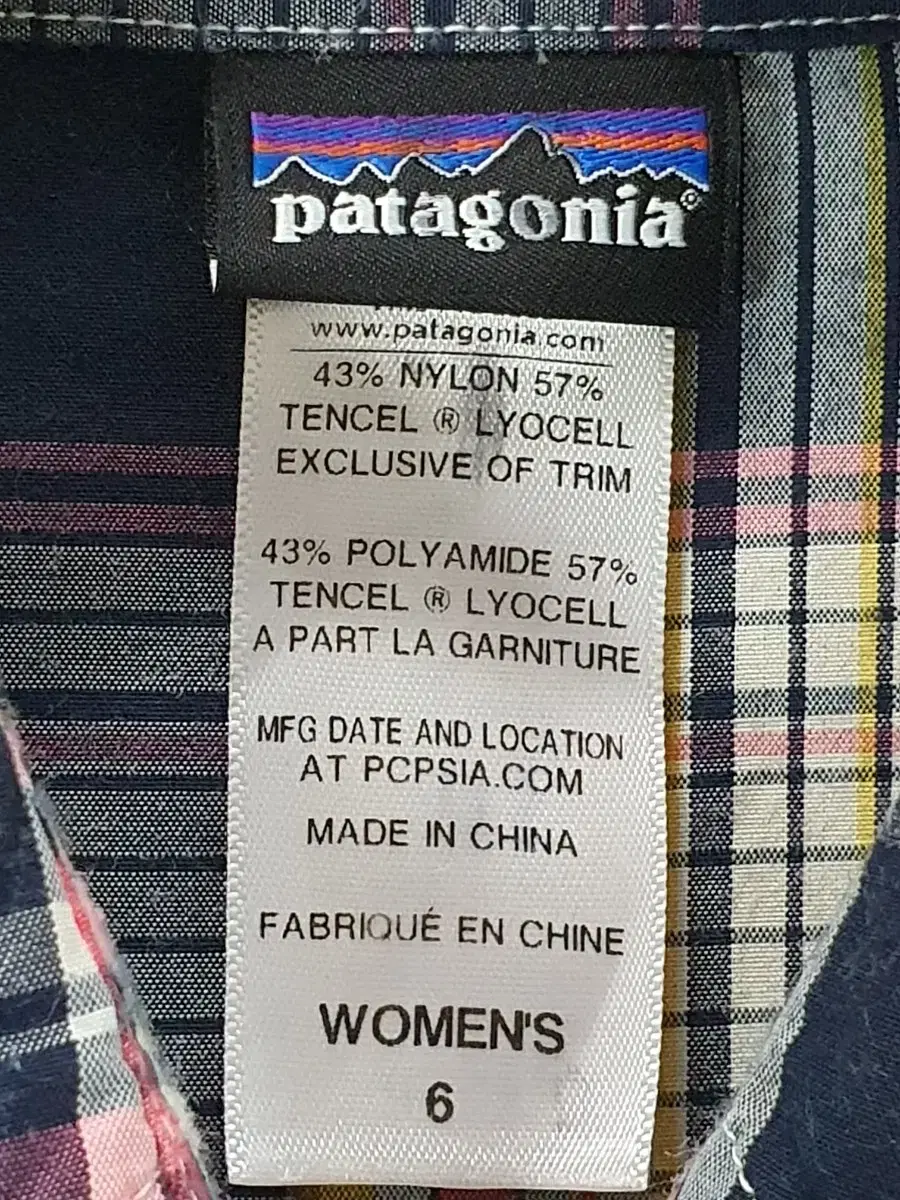 patagonia®
www.patagonia.com
43% NYLON 57%
TENCEL ® LYOCELL
EXCLUSIVE OF TRIM
43% POLYAMIDE 57%
TENCEL ® LYOCELL
A PART LA GARNITURE
MFG DATE AND LOCATION
AT PCPSIA.COM
MADE IN CHINA
FABRIQUÉ EN CHINE
WOMEN'S
6